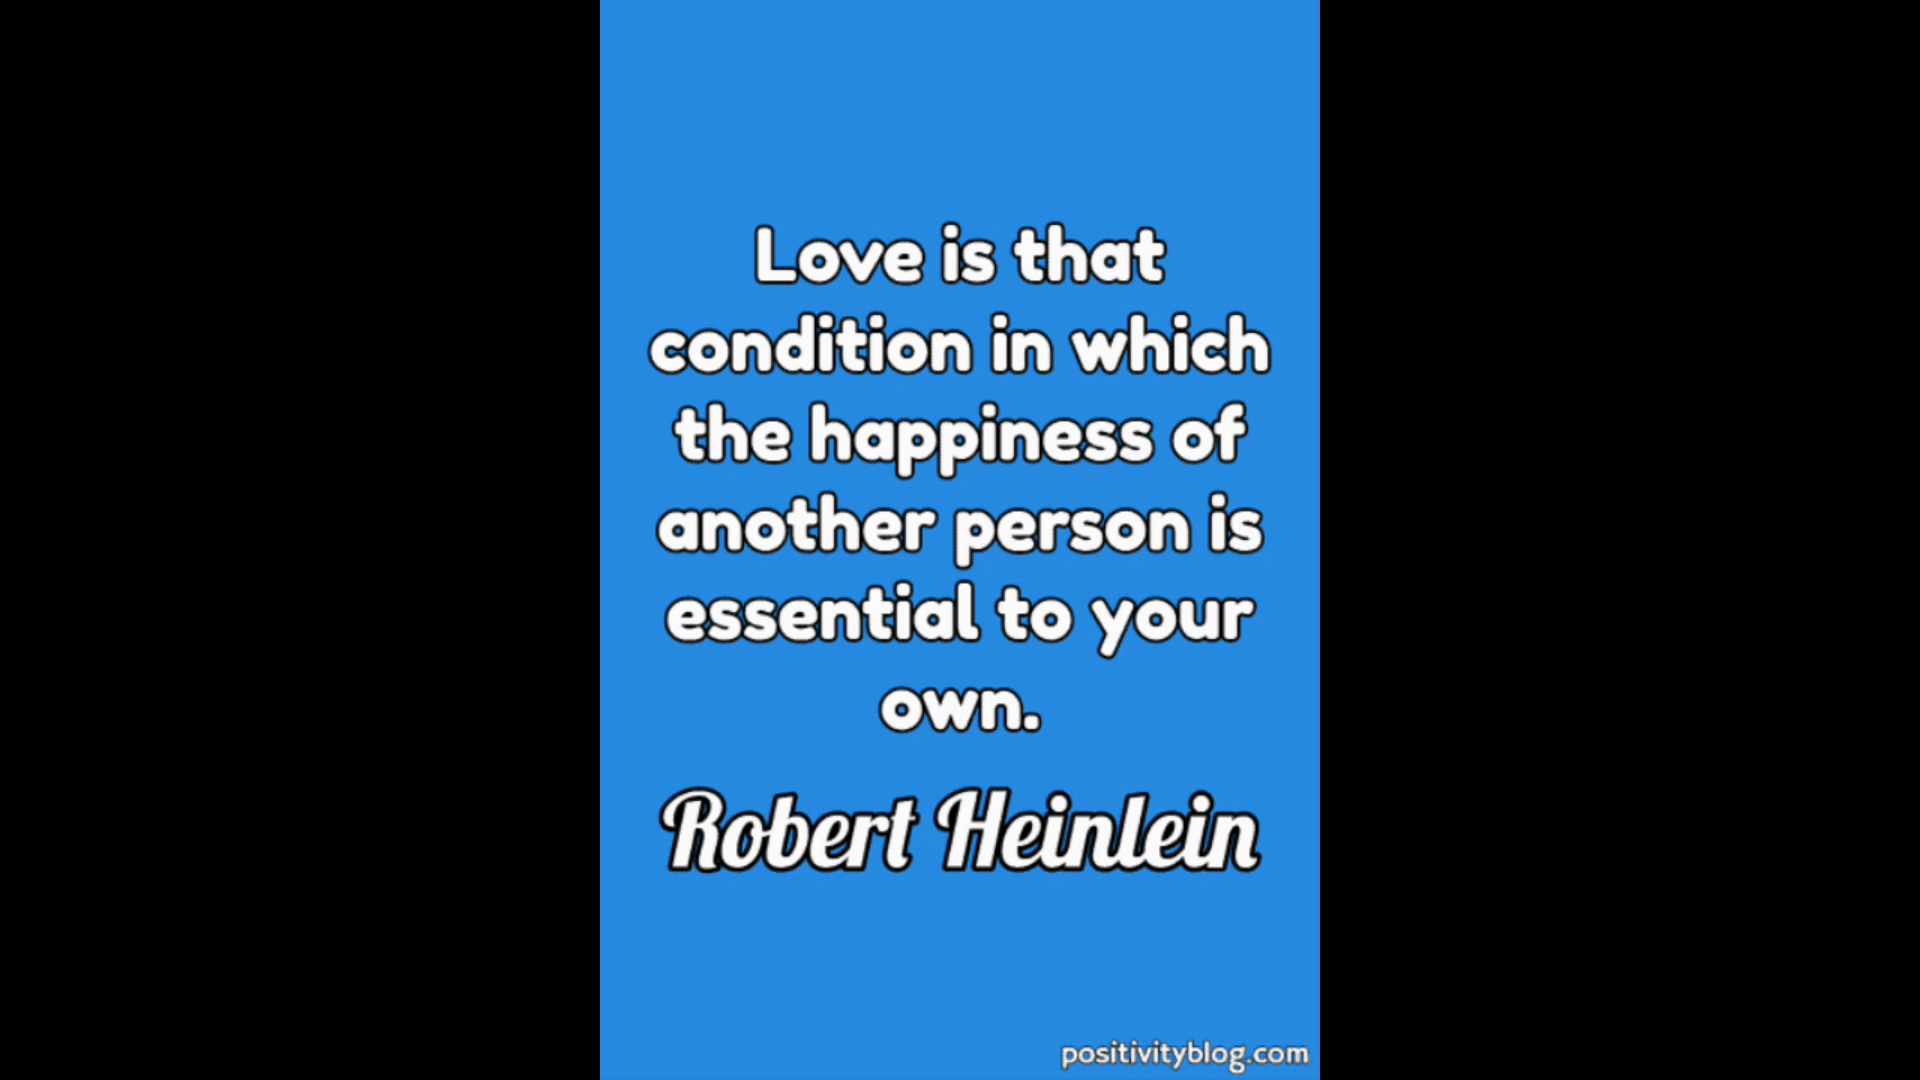 Love is that
condition in which
the happiness of
another person is
essential to your
own.
Robert Heinlein
positivityblog.com